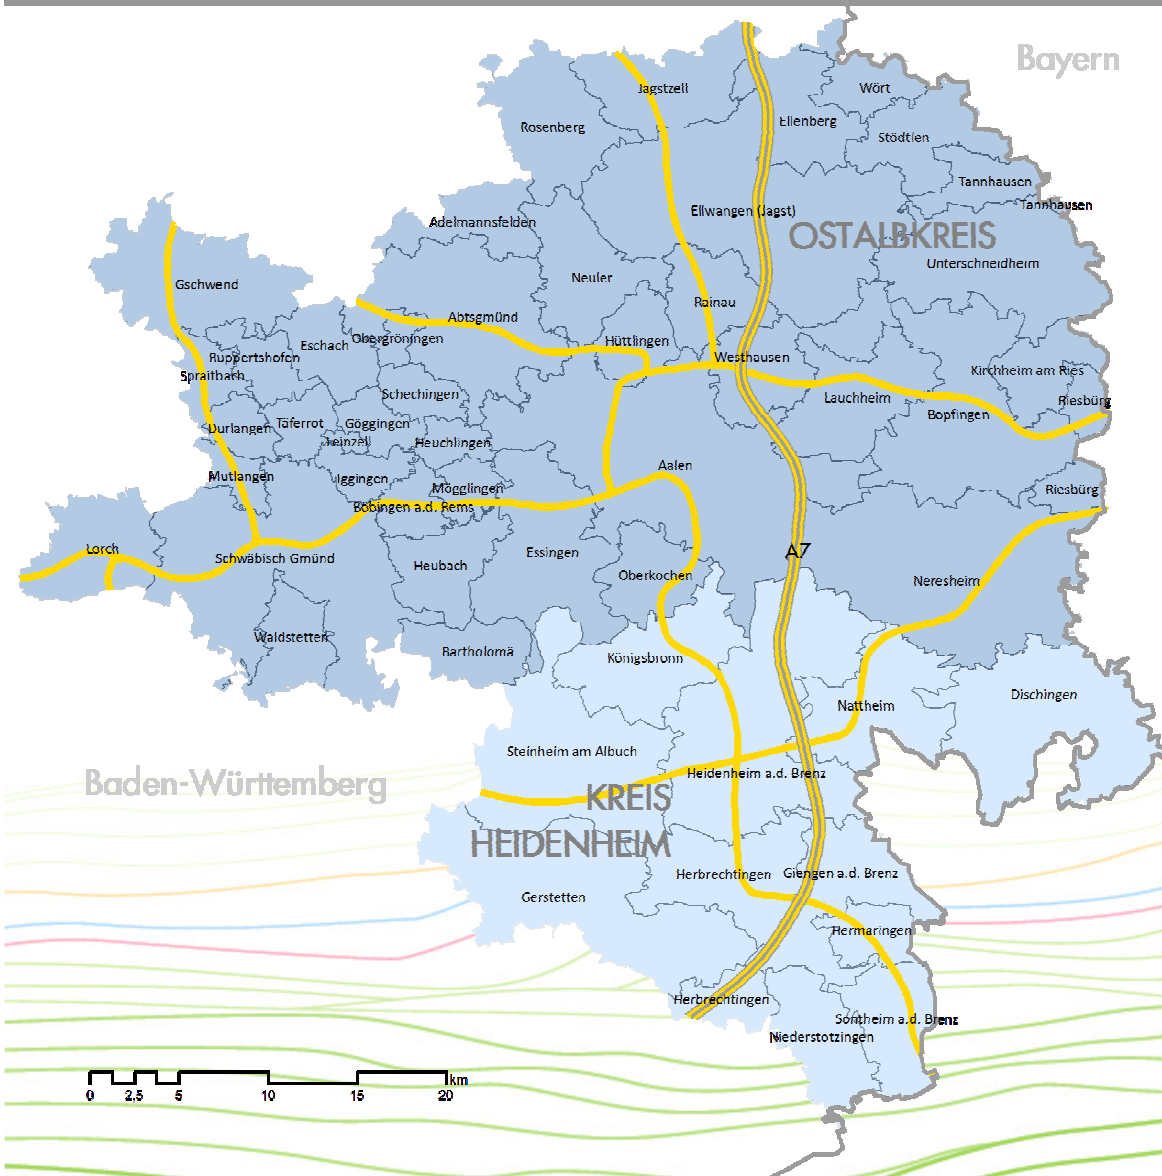 Bayern
Jagstzell
Wört
Rosenberg
Ellenberg
Stödtlen
Tannhausen
Tannhausen
Ellwangen (Jagst)
Adelmannsfelden
OSTALBKREIS
Unterschneidheim
Neuler
Gschwend
Rainau
Abtsgmünd
Obergröningen
Hüttlingen
Eschach
Ruppertshofen
Westhausen
Kirchheim am Ries
Spraitbach
Schechingen
Lauchheim
Riesbürg
Bopfingen
Täferrot
Göggingen
Durlangen
Leinzell
Heuchlingen
Aalen
Mutlangen
Iggingen
Mögglingen
Riesbürg
Böbingen a.d. Rems
Lorch
Essingen
A7
Schwäbisch Gmünd
Heubach
Oberkochen
Neresheim
Waldstetten
Bartholomä
Königsbronn
Dischingen
Nattheim
Steinheim am Albuch
Heidenheim a.d. Brenz
Baden-Württemberg
KREIS
HEIDENHEIM
Herbrechtingen
Giengen a.d. Brenz
Gerstetten
Hermaringen
Herbrechtingen
Sontheim a.d. Brenz
Niederstotzingen
km
0 2,5 5 10 15 20